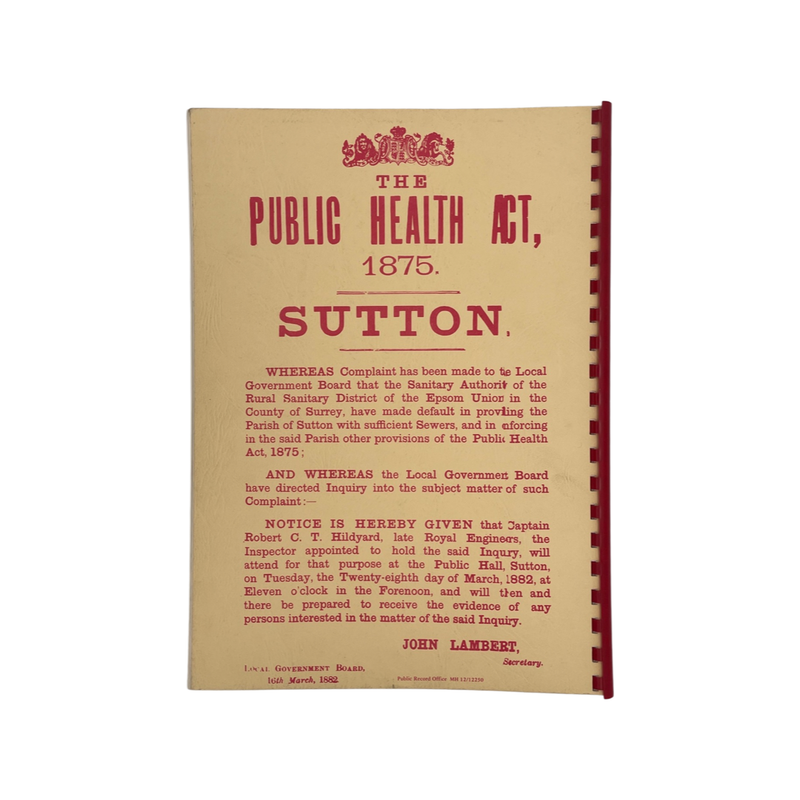 THE
PUBLIC HEALTH ACT,
1875.
SUTTON,
WHEREAS Complaint has been made to the Local
Government Board that the Sanitary Authority of the
Rural Sanitary District of the Epsom Union in the
County of Surrey, have made default in providing the
Parish of Sutton with sufficient Sewers, and in enforcing
in the said Parish other provisions of the Public Health
Act, 1875;
AND WHEREAS the Local Government Board
have directed Inquiry into the subject matter of such
Complaint:—
NOTICE IS HEREBY GIVEN that Captain
Robert C. T. Hildyard, late Royal Engineers, the
Inspector appointed to hold the said Inquiry, will
attend for that purpose at the Public Hall, Sutton,
on Tuesday, the Twenty-eighth day of March, 1882, at
Eleven o'clock in the Forenoon, and will then and
there be prepared to receive the evidence of any
persons interested in the matter of the said Inquiry.
JOHN LAMBERT,
Secretary.
LOCAL GOVERNMENT BOARD,
16th March, 1882
Public Record Office MH 12/12250